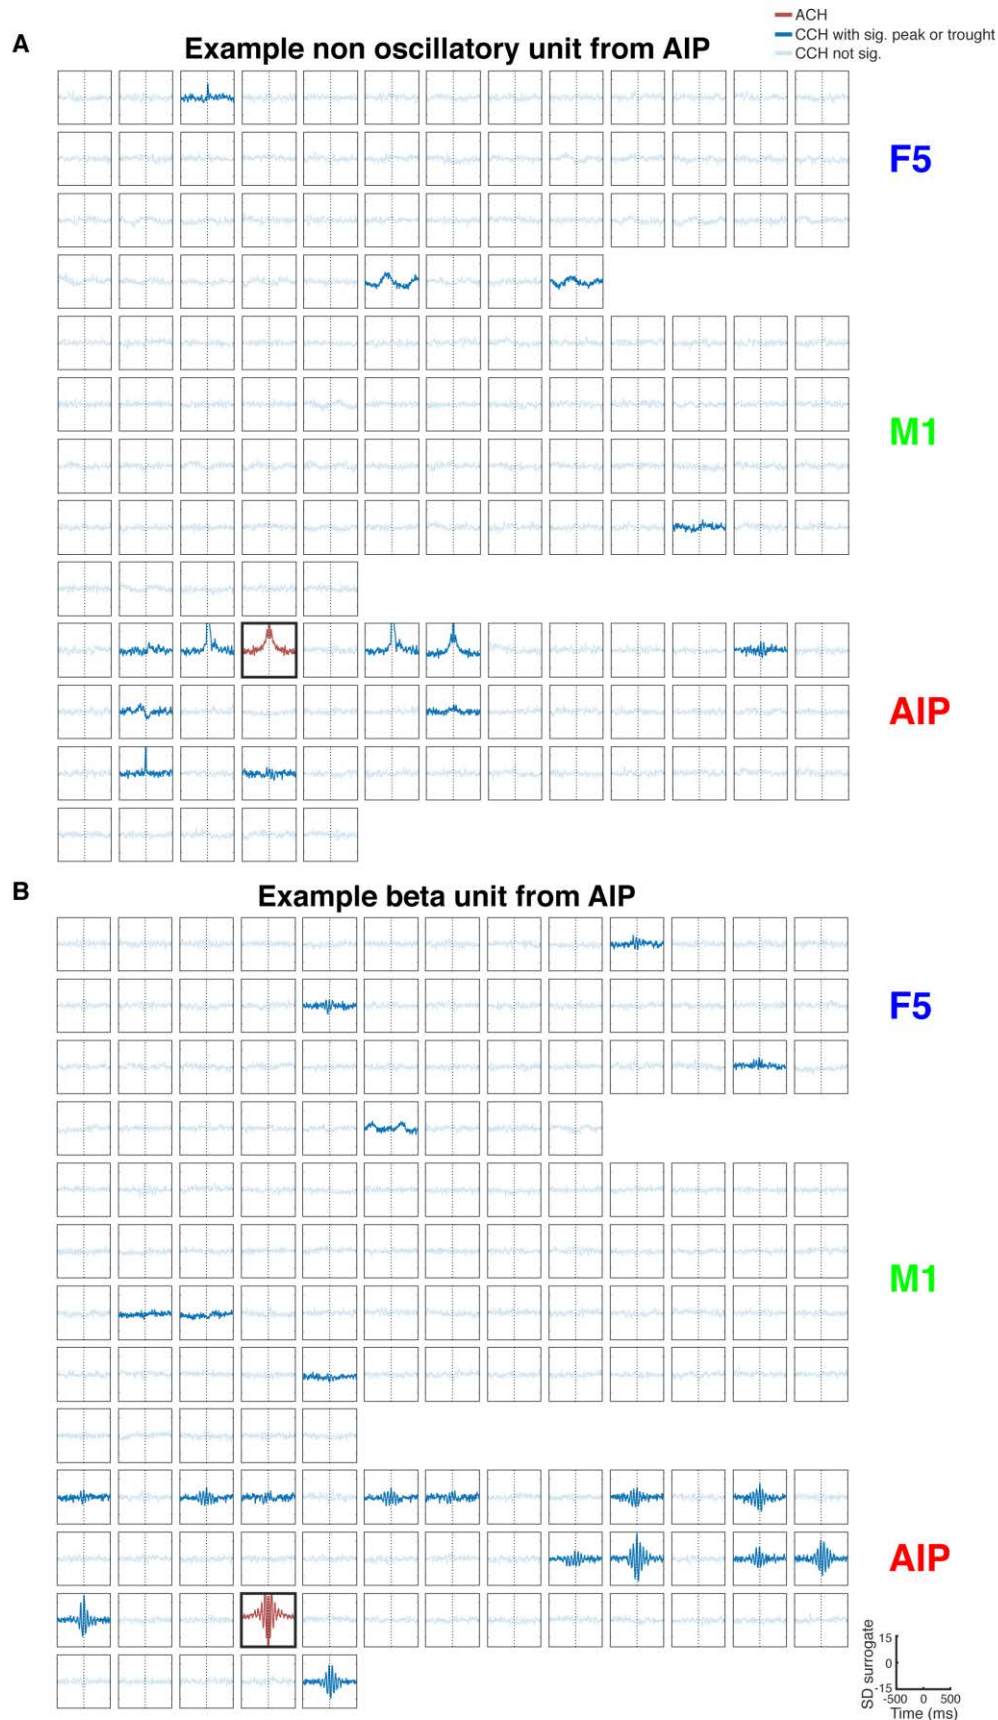 ACH
CCH with sig. peak or trought
CCH not sig.
A
Example non oscillatory unit from AIP
F5
M1
AIP
B
Example beta unit from AIP
F5
M1
AIP
SD surrogate
15
0
-15
-500 0 500
Time (ms)